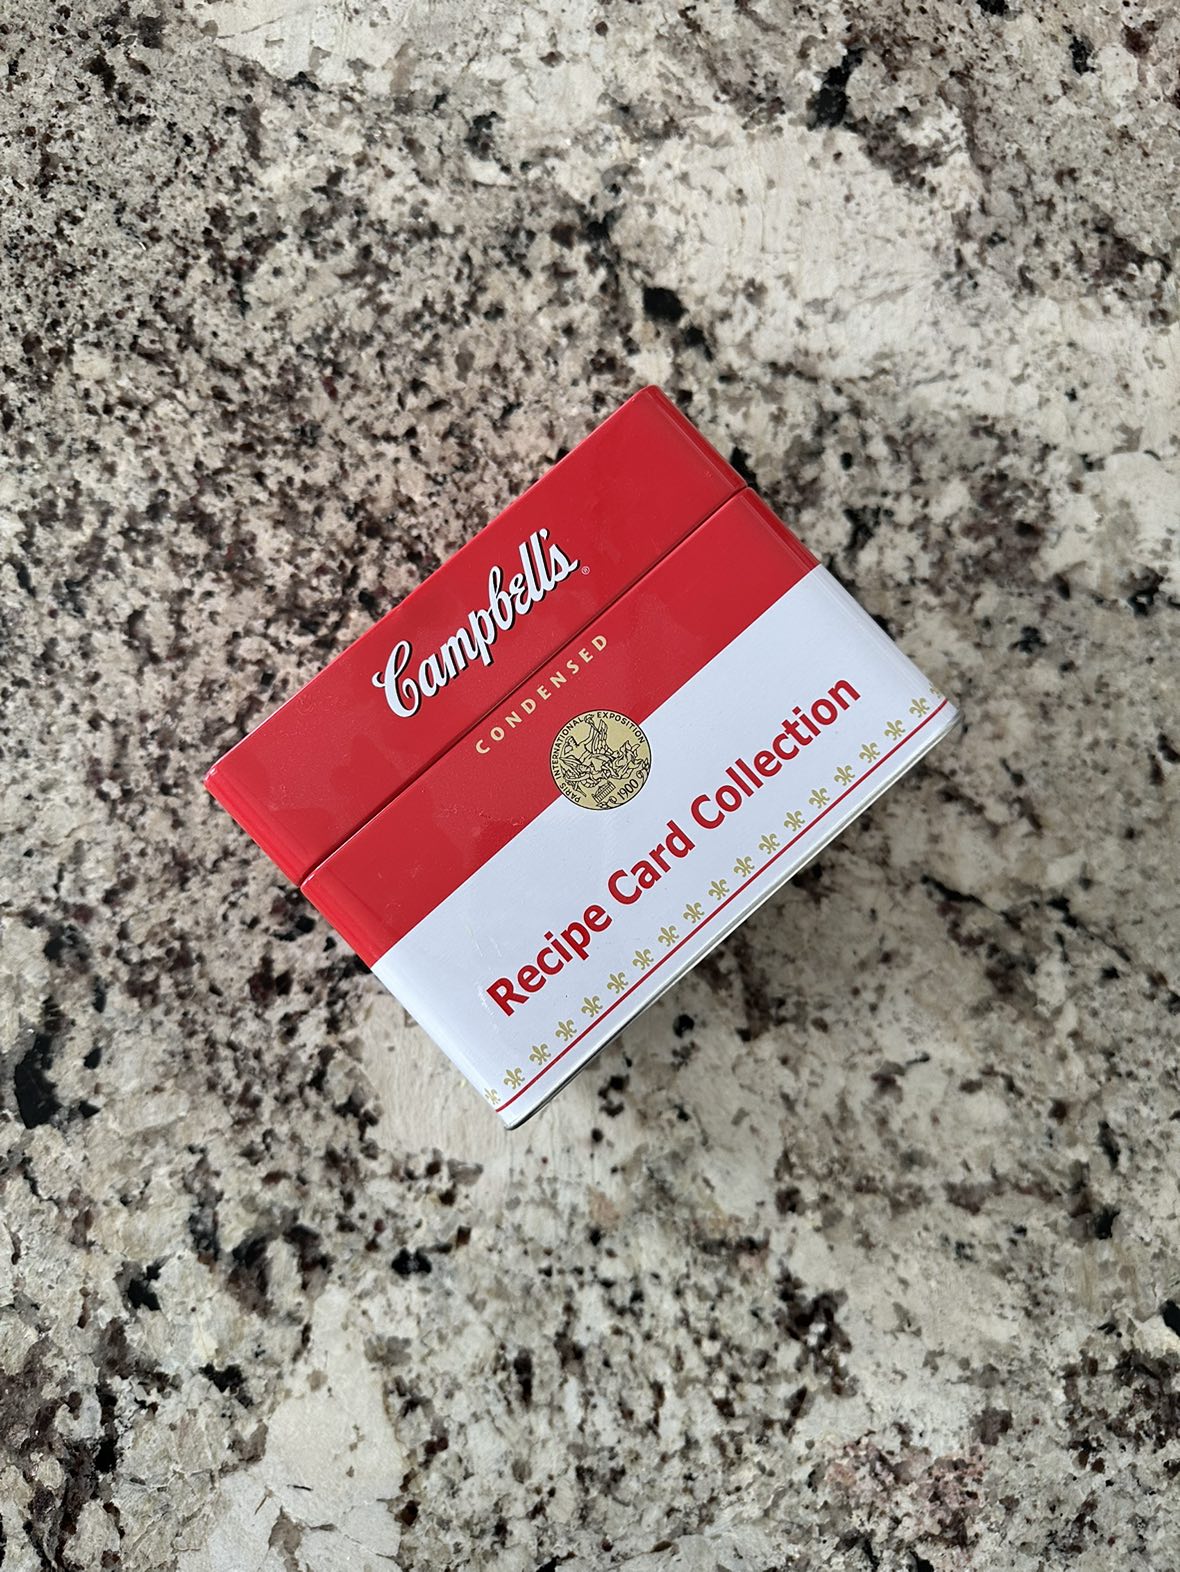 Campbell's®
CONDENSED
PARIS INTERNATIONAL EXPOSITION
1900
Recipe Card Collection